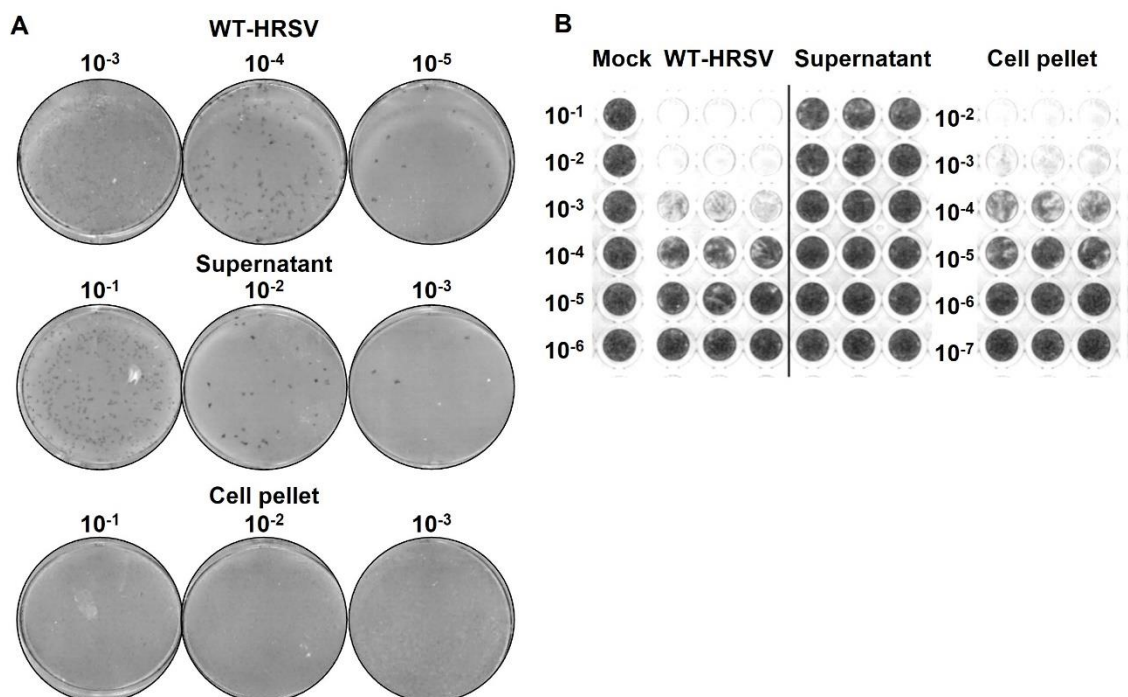 A
WT-HRSV
10-3 10-4 10-5
Supernatant
10-1 10-2 10-3
Cell pellet
10-1 10-2 10-3
B
Mock WT-HRSV Supernatant Cell pellet
10-1 10-2
10-2 10-3
10-3 10-4
10-4 10-5
10-5 10-6
10-6 10-7